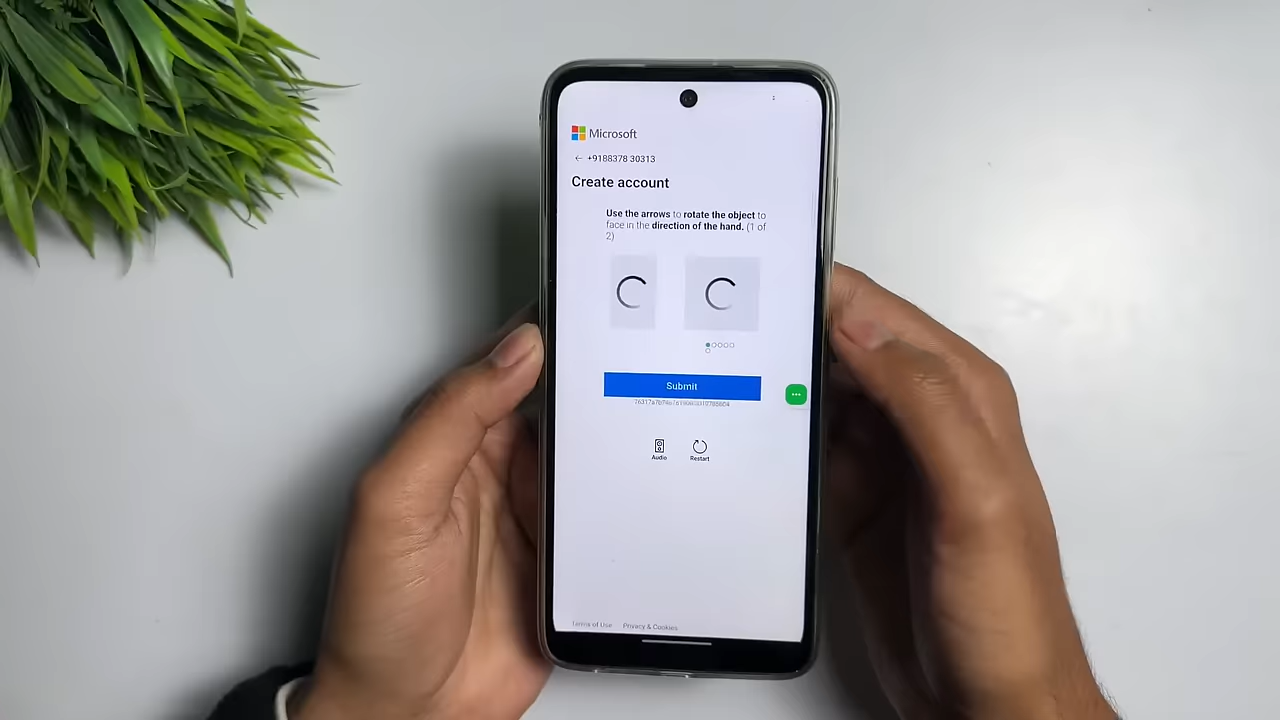 Microsoft
← +9188378 30313
Create account
Use the arrows to rotate the object to
face in the direction of the hand. (1 of
2)
Submit
Audio
Restart
Terms of Use
Privacy & Cookies